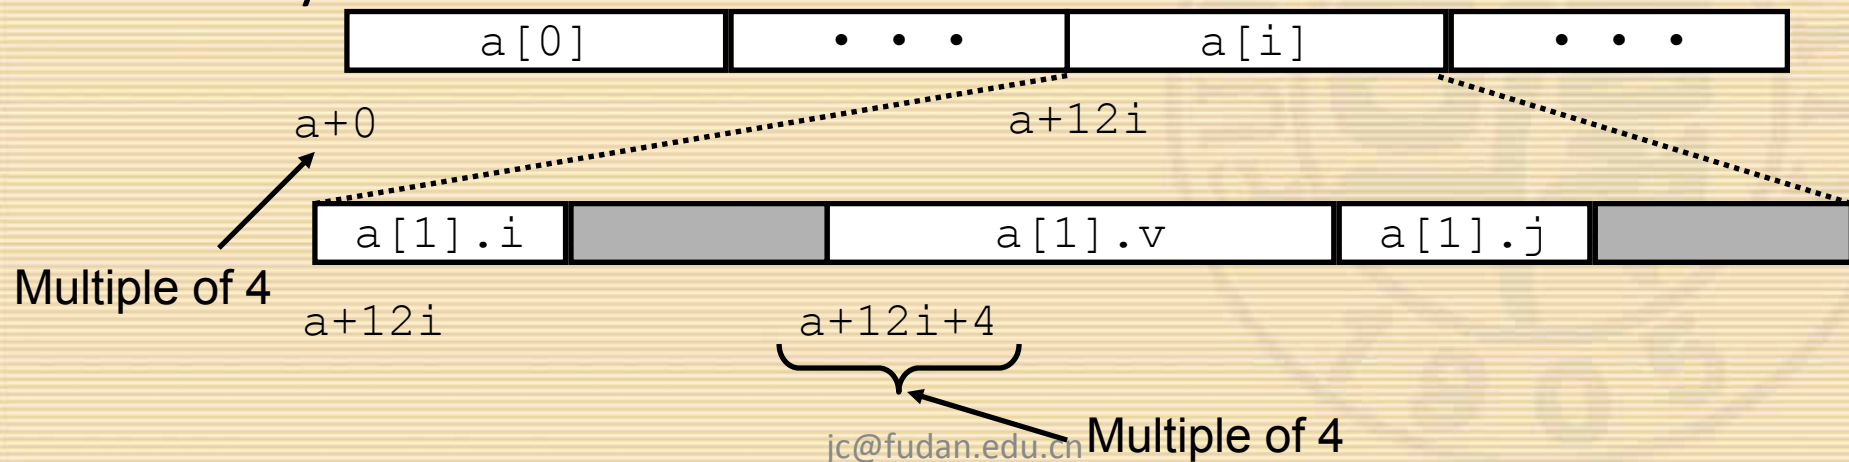 a[0] • • • a[i] • • •
a+0 a+12i
a[1].i a[1].v a[1].j
Multiple of 4
a+12i a+12i+4
Multiple of 4
jc@fudan.edu.cn